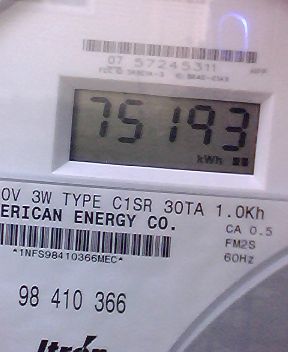 07 57245311
75193
kWh
0V 3W TYPE C1SR 30TA 1.0Kh
ERICAN ENERGY CO.
CA 0.5
FM2S
60Hz
*1NFS98410366MEC*
98 410 366
Itrón